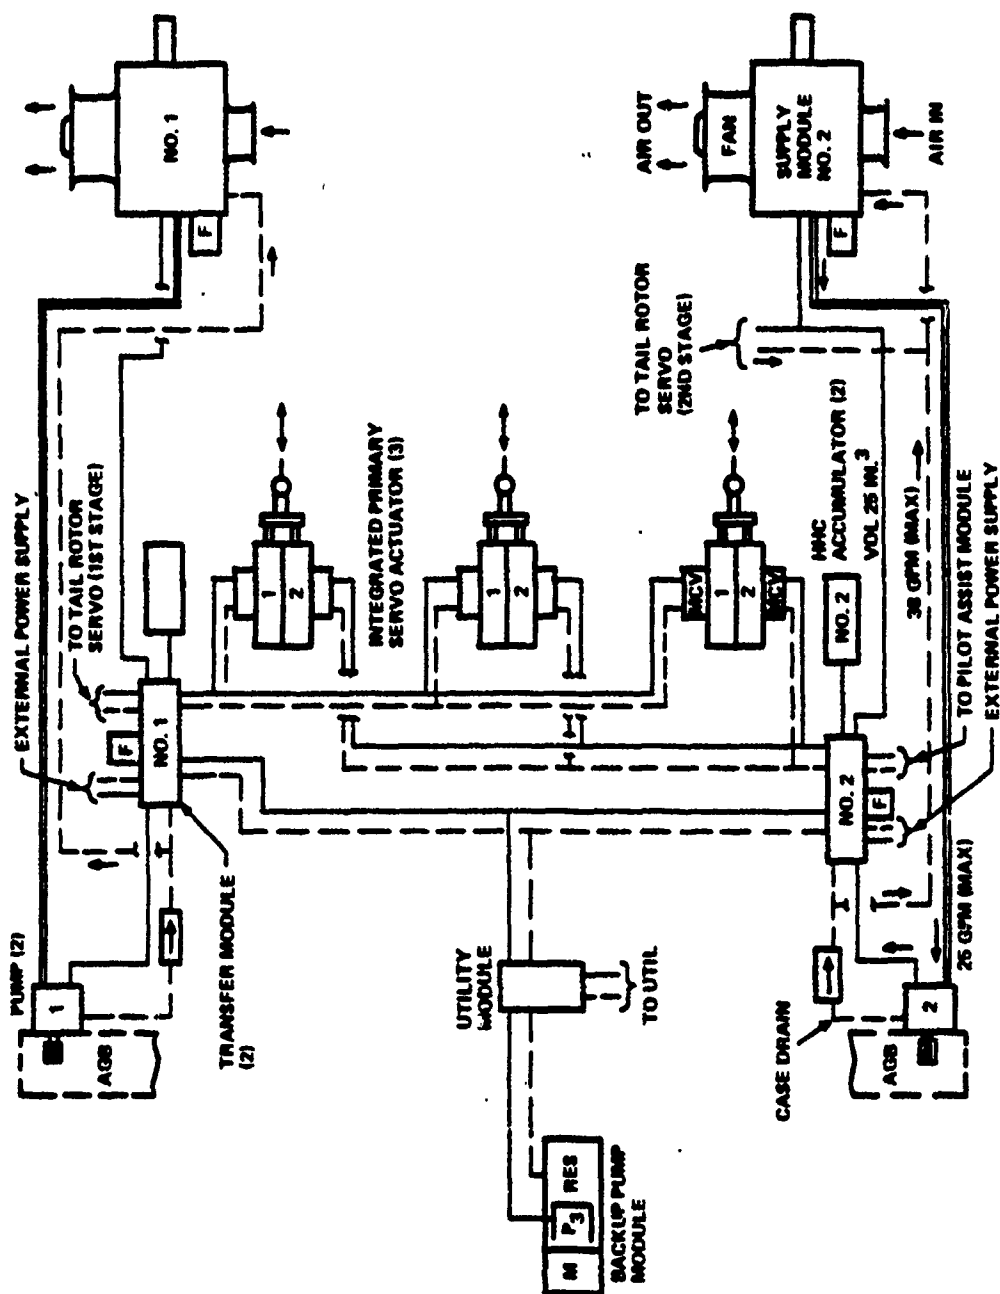 PUMP (2)
1
AGB
EXTERNAL POWER SUPPLY
TO TAIL ROTOR
SERVO (1ST STAGE)
F
NO. 1
TRANSFER MODULE
(2)
NO. 1
F
1
2
INTEGRATED PRIMARY
SERVO ACTUATOR (3)
1
2
MCV
1
2
MCV
UTILITY
MODULE
TO UTIL
M
P3
RES
BACKUP PUMP
MODULE
CASE DRAIN
AGB
2
25 GPM (MAX)
NO. 2
F
NO. 2
HHC
ACCUMULATOR (2)
VOL 25 IN.3
38 GPM (MAX)
TO PILOT ASSIST MODULE
EXTERNAL POWER SUPPLY
TO TAIL ROTOR
SERVO
(2ND STAGE)
AIR OUT
FAN
SUPPLY
MODULE
NO. 2
F
AIR IN